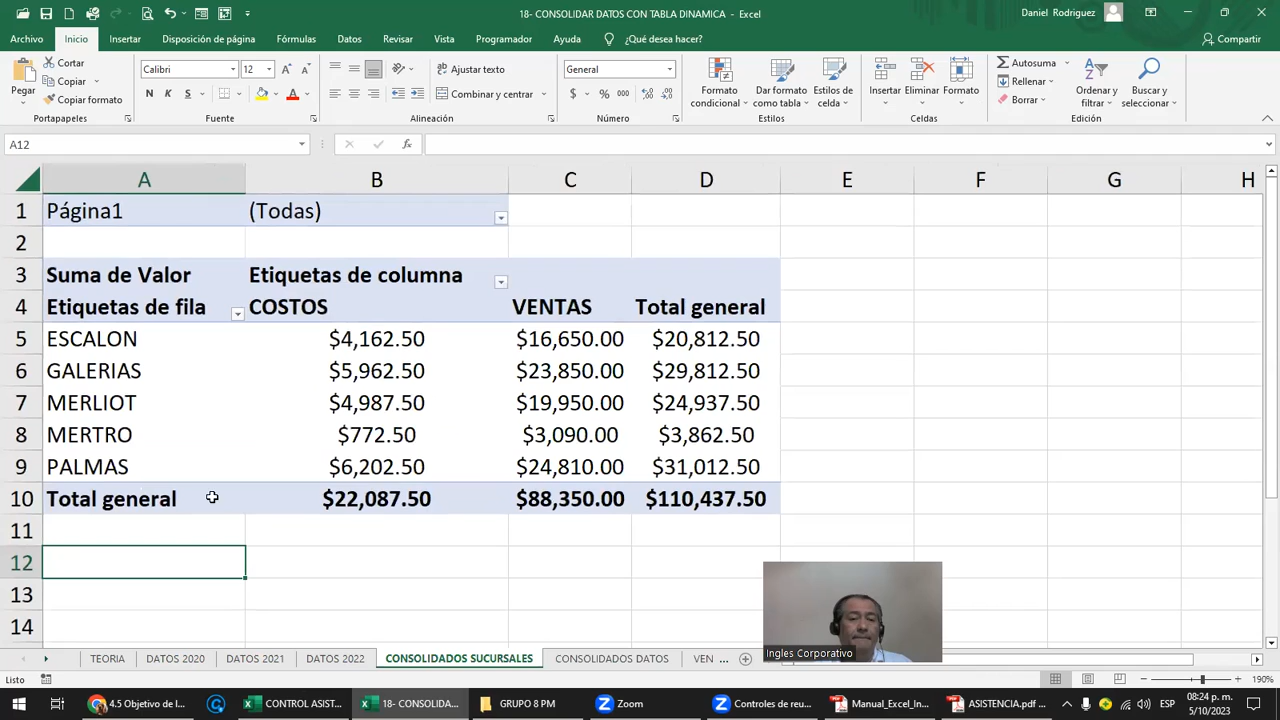 18- CONSOLIDAR DATOS CON TABLA DINAMICA - Excel
Daniel Rodriguez
Archivo Inicio Insertar Disposición de página Fórmulas Datos Revisar Vista Programador Ayuda ¿Qué desea hacer? Compartir
Pegar
Cortar
Copiar
Copiar formato
Calibri 12
N K S
Ajustar texto
Combinar y centrar
General
$ % 000
Formato condicional
Dar formato como tabla
Estilos de celda
Insertar
Eliminar
Formato
Autosuma
Rellenar
Borrar
Ordenar y filtrar
Buscar y seleccionar
Portapapeles Fuente Alineación Número Estilos Celdas Edición
A12 fx
A B C D E F G H
1 Página1 (Todas)
2
3 Suma de Valor Etiquetas de columna
4 Etiquetas de fila COSTOS VENTAS Total general
5 ESCALON $4,162.50 $16,650.00 $20,812.50
6 GALERIAS $5,962.50 $23,850.00 $29,812.50
7 MERLIOT $4,987.50 $19,950.00 $24,937.50
8 MERTRO $772.50 $3,090.00 $3,862.50
9 PALMAS $6,202.50 $24,810.00 $31,012.50
10 Total general $22,087.50 $88,350.00 $110,437.50
11
12
13
14
Ingles Corporativo
TEORIA DATOS 2020 DATOS 2021 DATOS 2022 CONSOLIDADOS SUCURSALES CONSOLIDADOS DATOS VEN ...
Listo 190%
4.5 Objetivo de l... CONTROL ASIST... 18- CONSOLIDA... GRUPO 8 PM Zoom Controles de reu... Manual_Excel_In... ASISTENCIA.pdf ... ESP 08:24 p. m.
5/10/2023